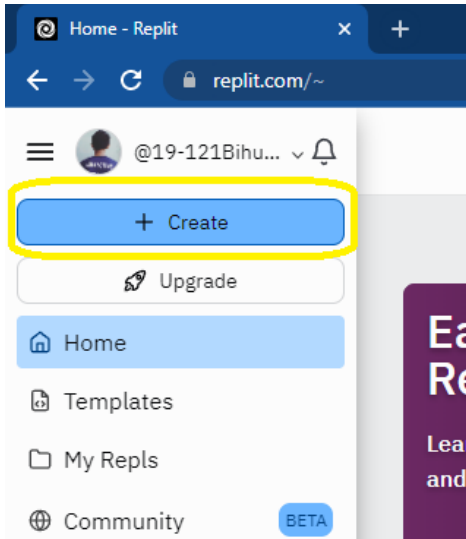 Home - Replit
replit.com/~
@19-121Bihu...
+ Create
Upgrade
Home
Templates
My Repls
Community BETA
Ea
Re
Lea
and